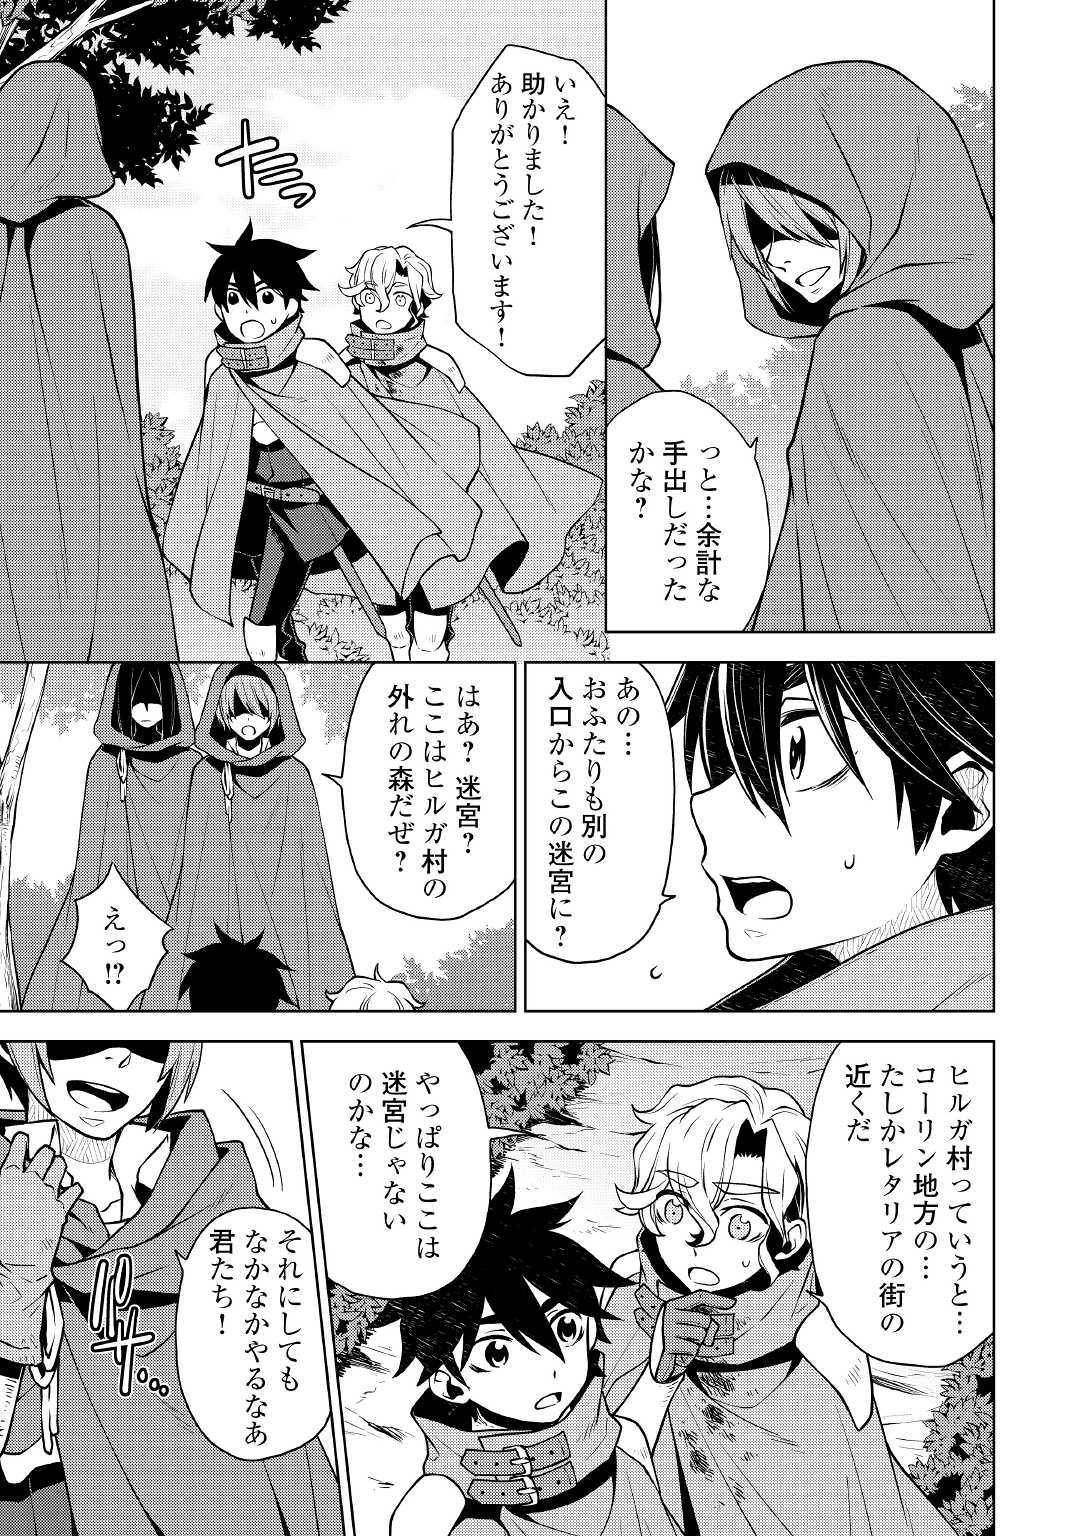 っと…余計な
手出しだった
かな？
いえ！
助かりました！
ありがとうございます！
たたっ
あの…
おふたりも別の
入口からこの迷宮に？
はあ？迷宮？
ここはヒルガ村の
外れの森だぜ？
えっ!?
ヒルガ村っていうと…
コーリン地方の…
たしかレタリアの街の
近くだ
やっぱりここは
迷宮じゃない
のかな…
それにしても
なかなかやるなあ
君たち！